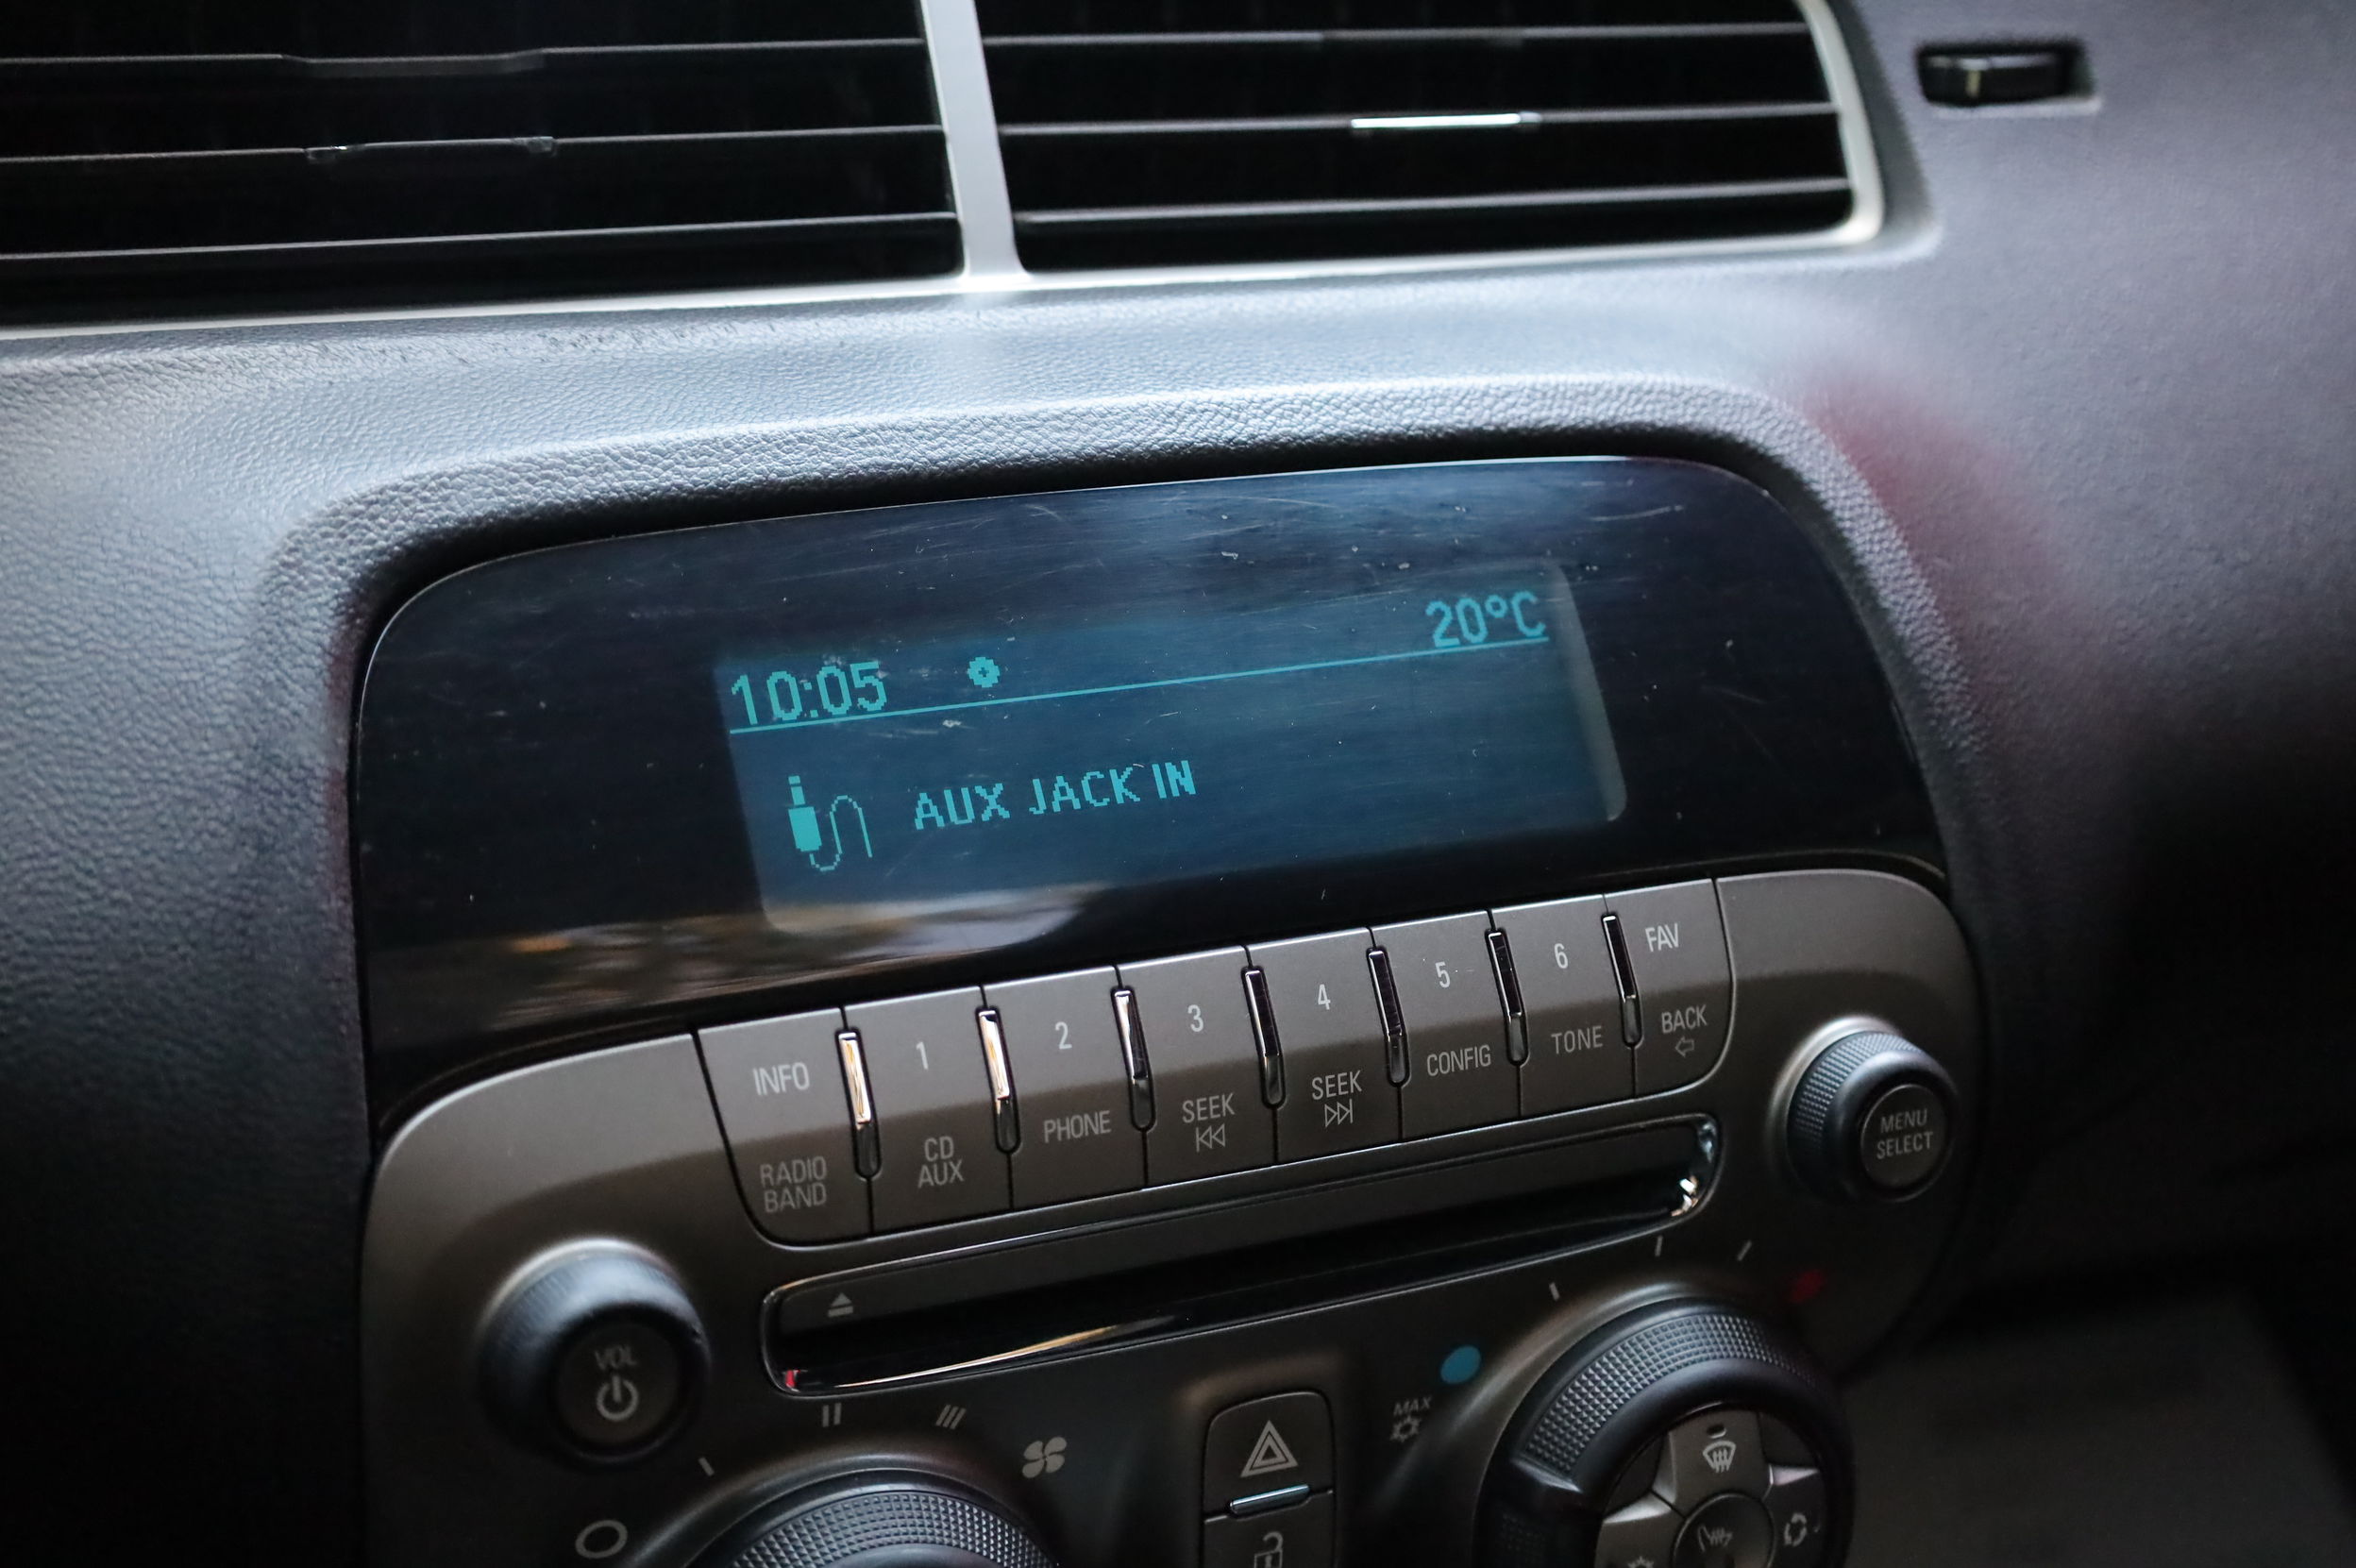 10:05 20°C
AUX JACK IN
INFO 1 2 3 4 5 6 FAV
RADIO BAND
CD AUX
PHONE
SEEK
SEEK
CONFIG
TONE
BACK
MENU
SELECT
VOL
MAX